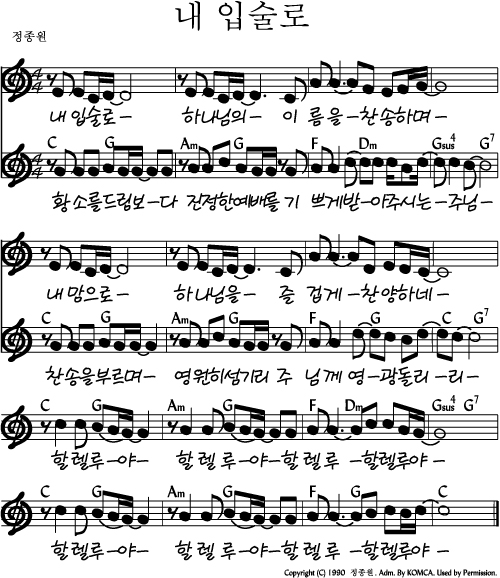 내 입술로
정종원
내 입술로– 하나님의– 이 름을–찬송하며–
C G Am G F Dm Gsus4 G7
황소를드림보–다 진정한예배를기 쁘게받–아주시는–주님–
내 맘으로– 하나님을– 즐 겁게–찬양하네–
C G Am G F G C G7
찬송을부르며– 영원히섬기리 주 님께 영–광돌리–리–
C G Am G F Dm Gsus4 G7
할렐루–야– 할 렐 루–야–할 렐 루–할렐루야–
C G Am G F G C
할렐루–야– 할 렐 루–야–할 렐 루–할렐루야–
Copyright (C) 1990 정종원. Adm. By KOMCA. Used by Permission.